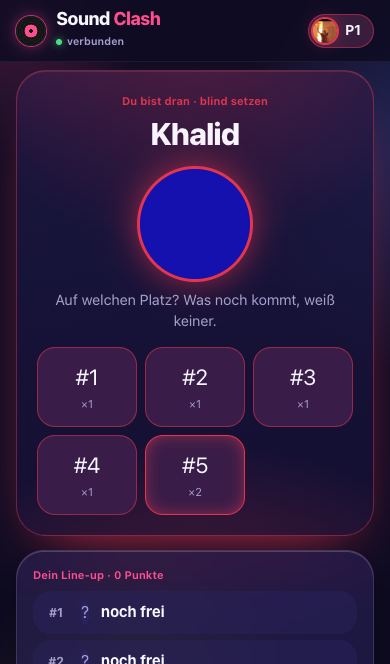 Sound Clash
verbunden
P1
Du bist dran · blind setzen
Khalid
Auf welchen Platz? Was noch kommt, weiß
keiner.
#1
×1
#2
×1
#3
×1
#4
×1
#5
×2
Dein Line-up · 0 Punkte
#1 ? noch frei
#2 ? noch frei